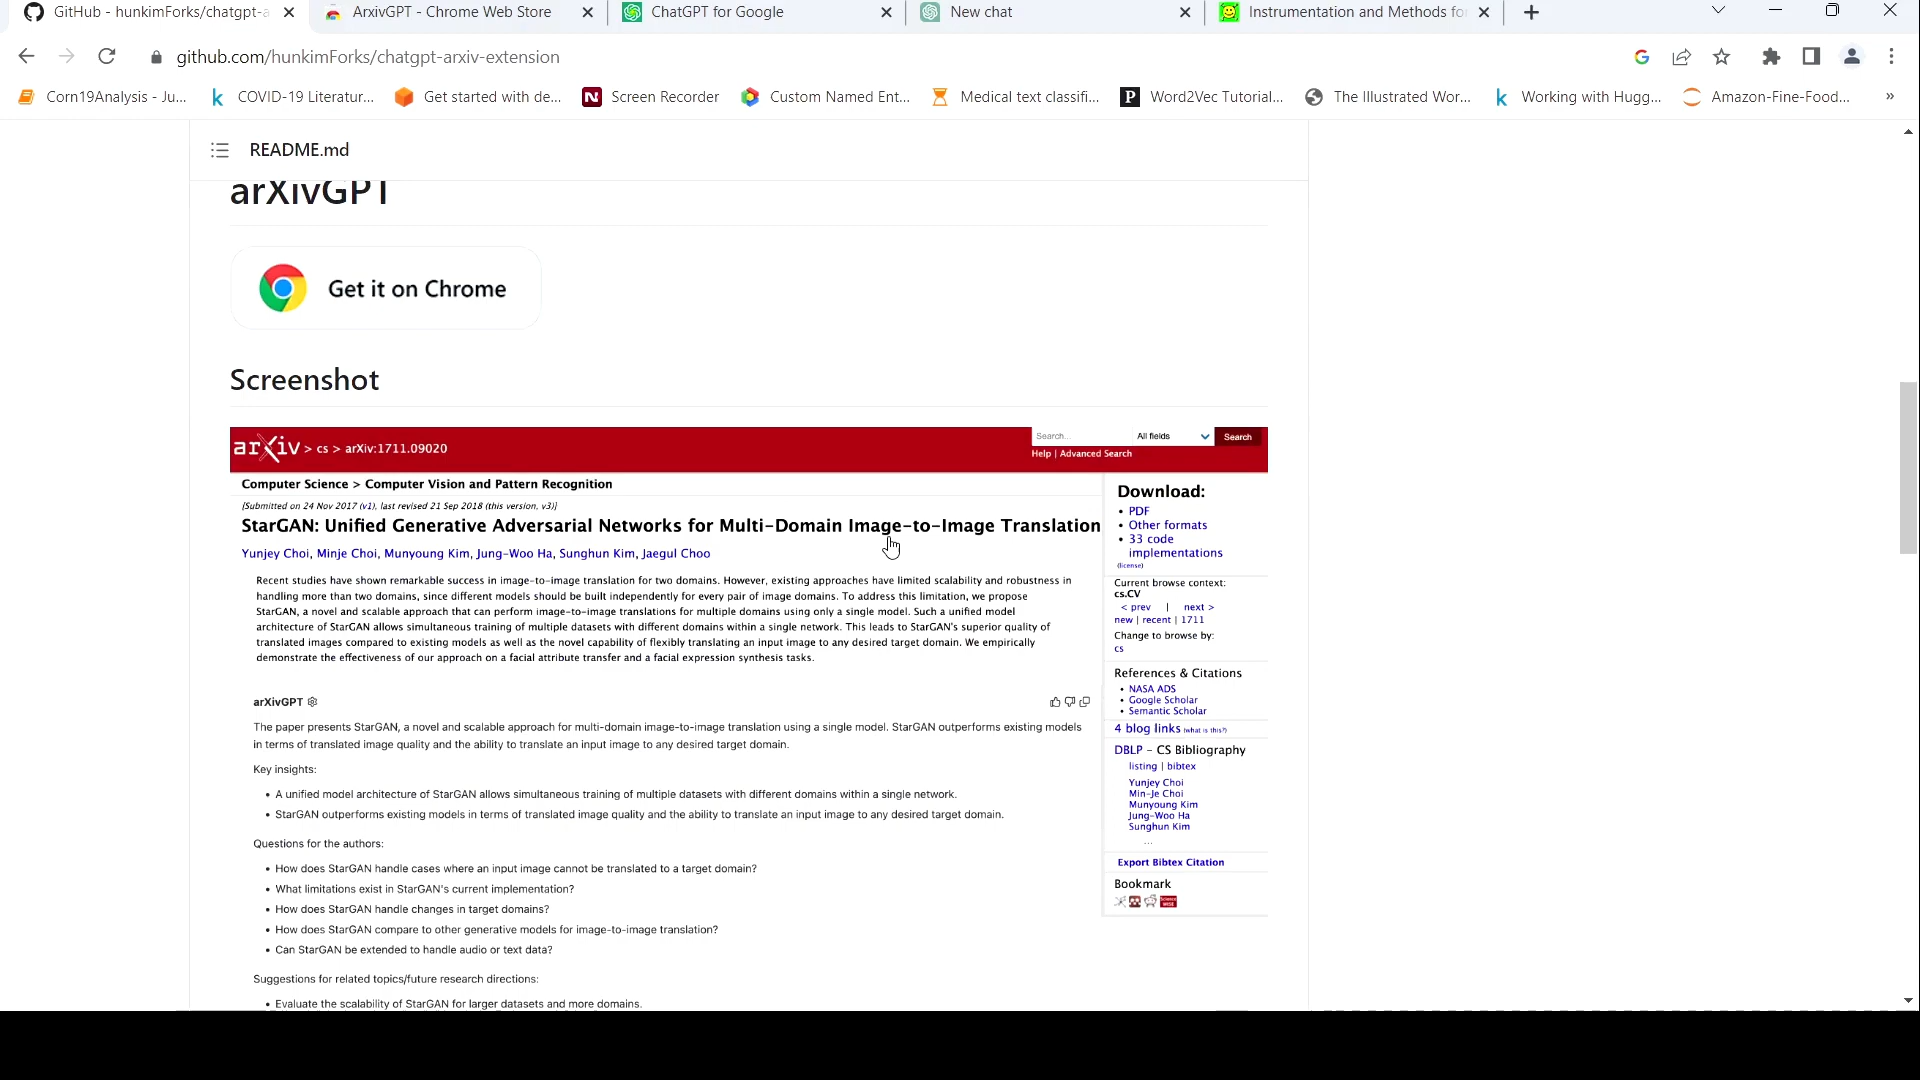 GitHub - hunkimForks/chatgpt-a
ArxivGPT - Chrome Web Store
ChatGPT for Google
New chat
Instrumentation and Methods for
github.com/hunkimForks/chatgpt-arxiv-extension
Corn19Analysis - Ju...
COVID-19 Literatur...
Get started with de...
Screen Recorder
Custom Named Ent...
Medical text classifi...
Word2Vec Tutorial...
The Illustrated Wor...
Working with Hugg...
Amazon-Fine-Food...
»
README.md
arXivGPT
Get it on Chrome
Screenshot
arXiv > cs > arXiv:1711.09020
Search...
All fields
Search
Help | Advanced Search
Computer Science > Computer Vision and Pattern Recognition
[Submitted on 24 Nov 2017 (v1), last revised 21 Sep 2018 (this version, v3)]
StarGAN: Unified Generative Adversarial Networks for Multi-Domain Image-to-Image Translation
Yunjey Choi, Minje Choi, Munyoung Kim, Jung-Woo Ha, Sunghun Kim, Jaegul Choo
Recent studies have shown remarkable success in image-to-image translation for two domains. However, existing approaches have limited scalability and robustness in
handling more than two domains, since different models should be built independently for every pair of image domains. To address this limitation, we propose
StarGAN, a novel and scalable approach that can perform image-to-image translations for multiple domains using only a single model. Such a unified model
architecture of StarGAN allows simultaneous training of multiple datasets with different domains within a single network. This leads to StarGAN's superior quality of
translated images compared to existing models as well as the novel capability of flexibly translating an input image to any desired target domain. We empirically
demonstrate the effectiveness of our approach on a facial attribute transfer and a facial expression synthesis tasks.
arXivGPT
The paper presents StarGAN, a novel and scalable approach for multi-domain image-to-image translation using a single model. StarGAN outperforms existing models
in terms of translated image quality and the ability to translate an input image to any desired target domain.
Key insights:
• A unified model architecture of StarGAN allows simultaneous training of multiple datasets with different domains within a single network.
• StarGAN outperforms existing models in terms of translated image quality and the ability to translate an input image to any desired target domain.
Questions for the authors:
• How does StarGAN handle cases where an input image cannot be translated to a target domain?
• What limitations exist in StarGAN's current implementation?
• How does StarGAN handle changes in target domains?
• How does StarGAN compare to other generative models for image-to-image translation?
• Can StarGAN be extended to handle audio or text data?
Suggestions for related topics/future research directions:
• Evaluate the scalability of StarGAN for larger datasets and more domains.
Download:
• PDF
• Other formats
• 33 code
implementations
(license)
Current browse context:
cs.CV
< prev | next >
new | recent | 1711
Change to browse by:
cs
References & Citations
• NASA ADS
• Google Scholar
• Semantic Scholar
4 blog links (what is this?)
DBLP - CS Bibliography
listing | bibtex
Yunjey Choi
Min-Je Choi
Munyoung Kim
Jung-Woo Ha
Sunghun Kim
...
Export Bibtex Citation
Bookmark